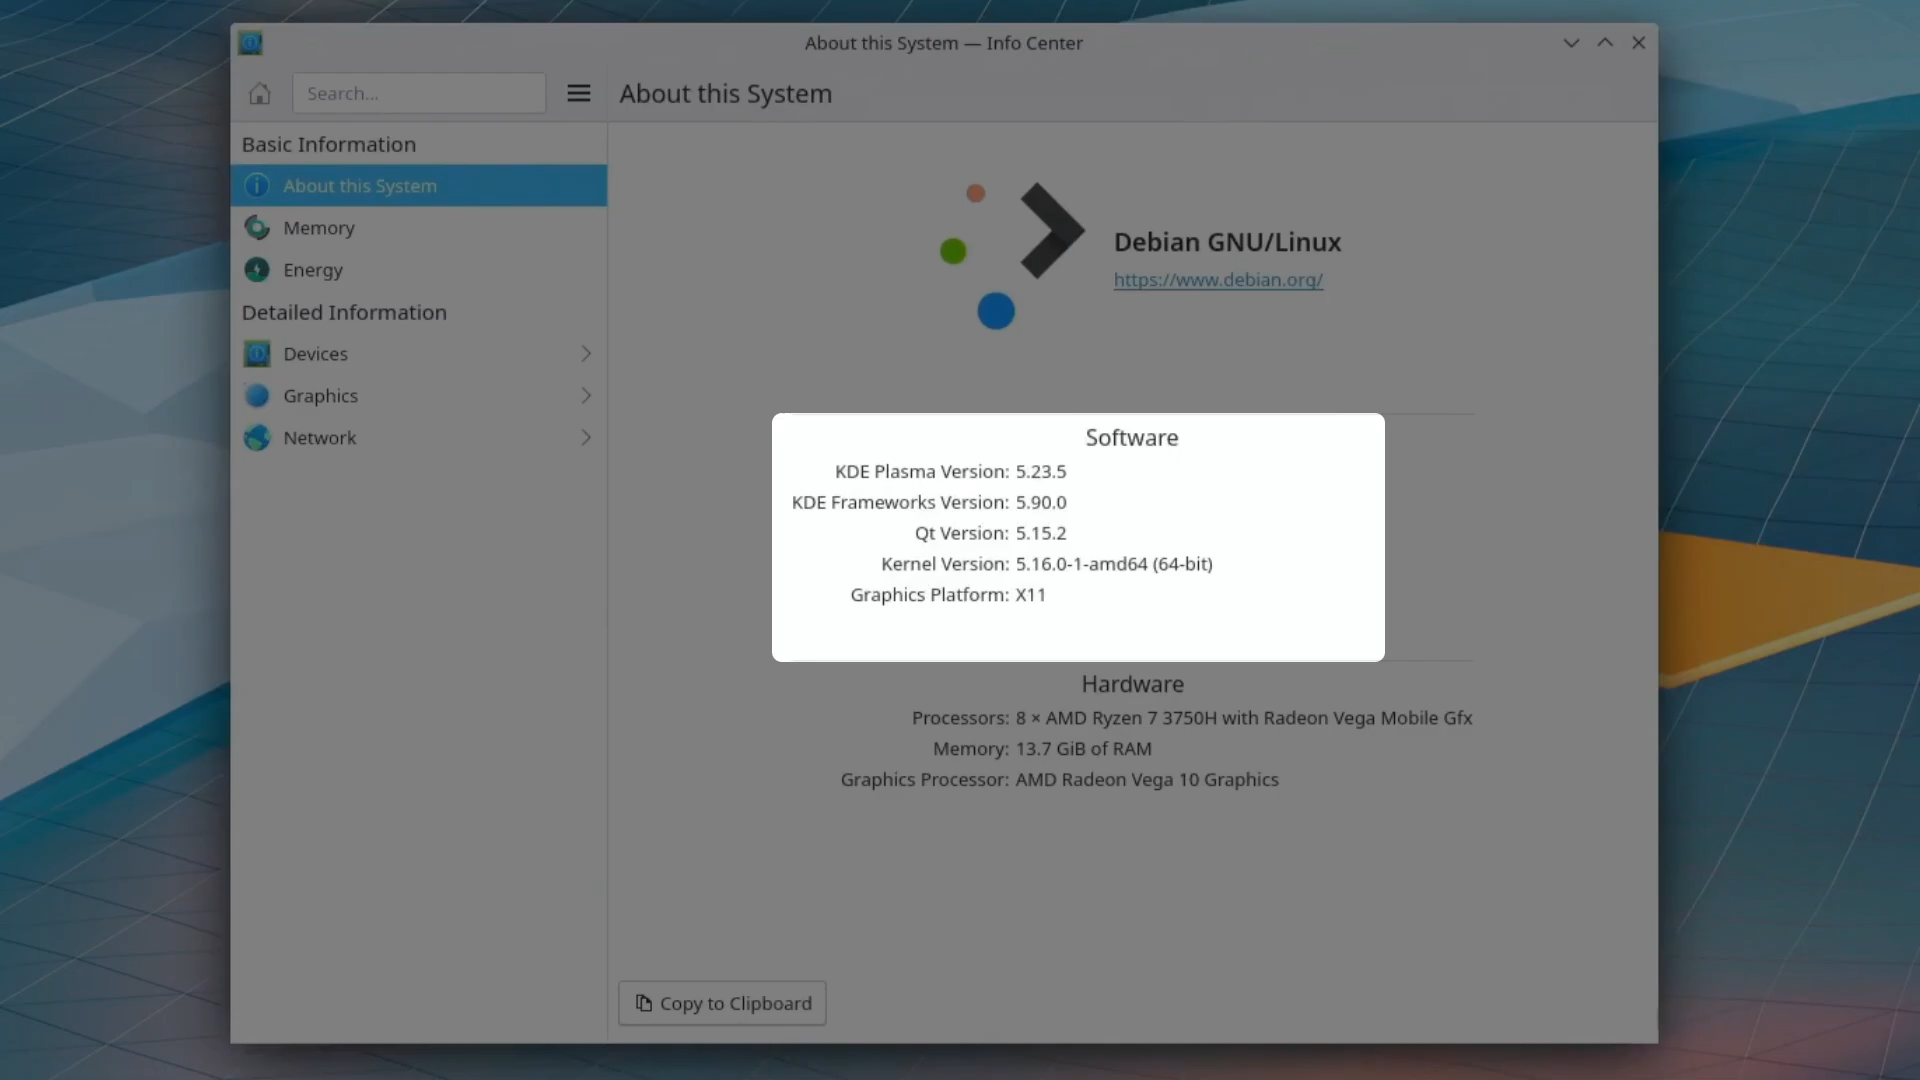 About this System — Info Center
Search...
About this System
Basic Information
About this System
Memory
Energy
Detailed Information
Devices
Graphics
Network
Debian GNU/Linux
https://www.debian.org/
Software
KDE Plasma Version: 5.23.5
KDE Frameworks Version: 5.90.0
Qt Version: 5.15.2
Kernel Version: 5.16.0-1-amd64 (64-bit)
Graphics Platform: X11
Hardware
Processors: 8 × AMD Ryzen 7 3750H with Radeon Vega Mobile Gfx
Memory: 13.7 GiB of RAM
Graphics Processor: AMD Radeon Vega 10 Graphics
Copy to Clipboard